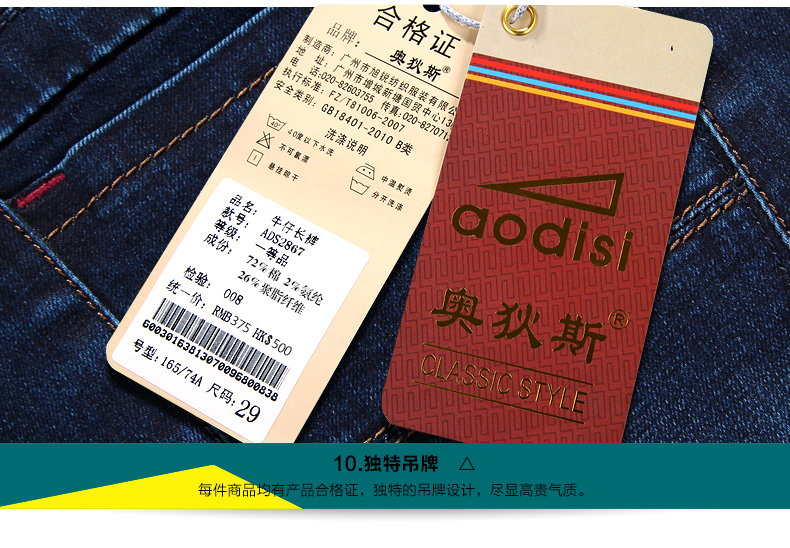 合格证
品牌：奥狄斯®
制造商：广州市旭锐纺织服装有限公
地 址：广州市增城新塘国贸中心13
电 话:020-82603755 传真:020-827071
执行标准：FZ/T81006-2007
安全类别：GB18401-2010 B类
洗涤说明
40度以下水洗
中温熨烫
不可氯漂
分开洗涤
悬挂晾干
品名：牛仔长裤
款号：ADS2867
等级：一等品
成份：72%棉 2%氨纶
26%聚脂纤维
检验：008
统一价：RMB375 HK$500
60030163813070096800838
号型：165/74A 尺码：29
aodisi
奥狄斯®
CLASSIC STYLE
10.独特吊牌 △
每件商品均有产品合格证，独特的吊牌设计，尽显高贵气质。